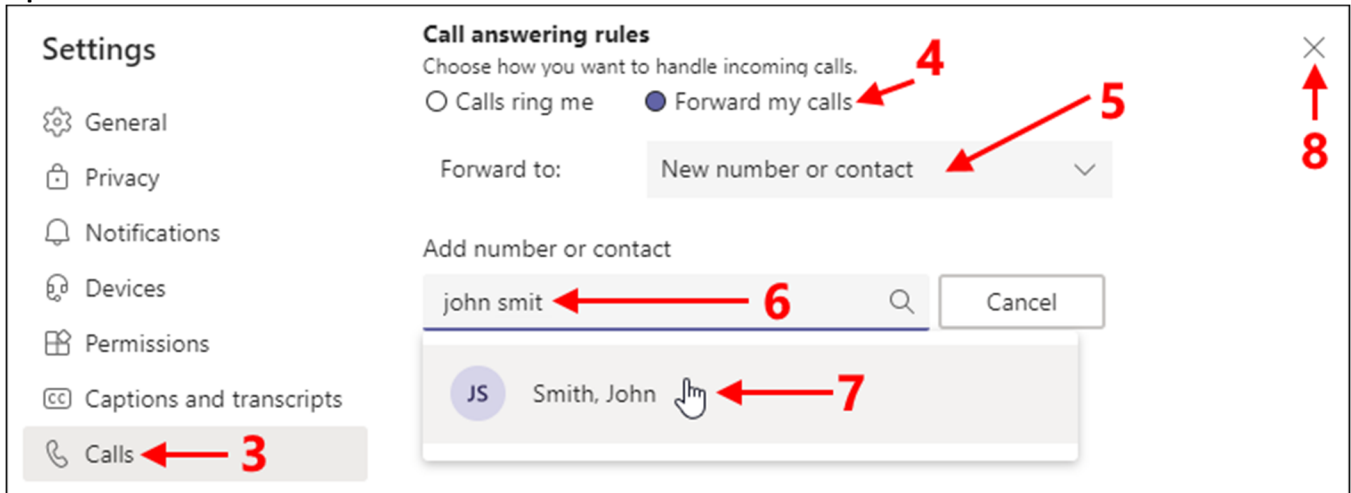 Settings
General
Privacy
Notifications
Devices
Permissions
CC Captions and transcripts
Calls 3
Call answering rules
Choose how you want to handle incoming calls.
4
Calls ring me Forward my calls
5
Forward to: New number or contact
8
Add number or contact
john smit 6 Cancel
JS Smith, John 7